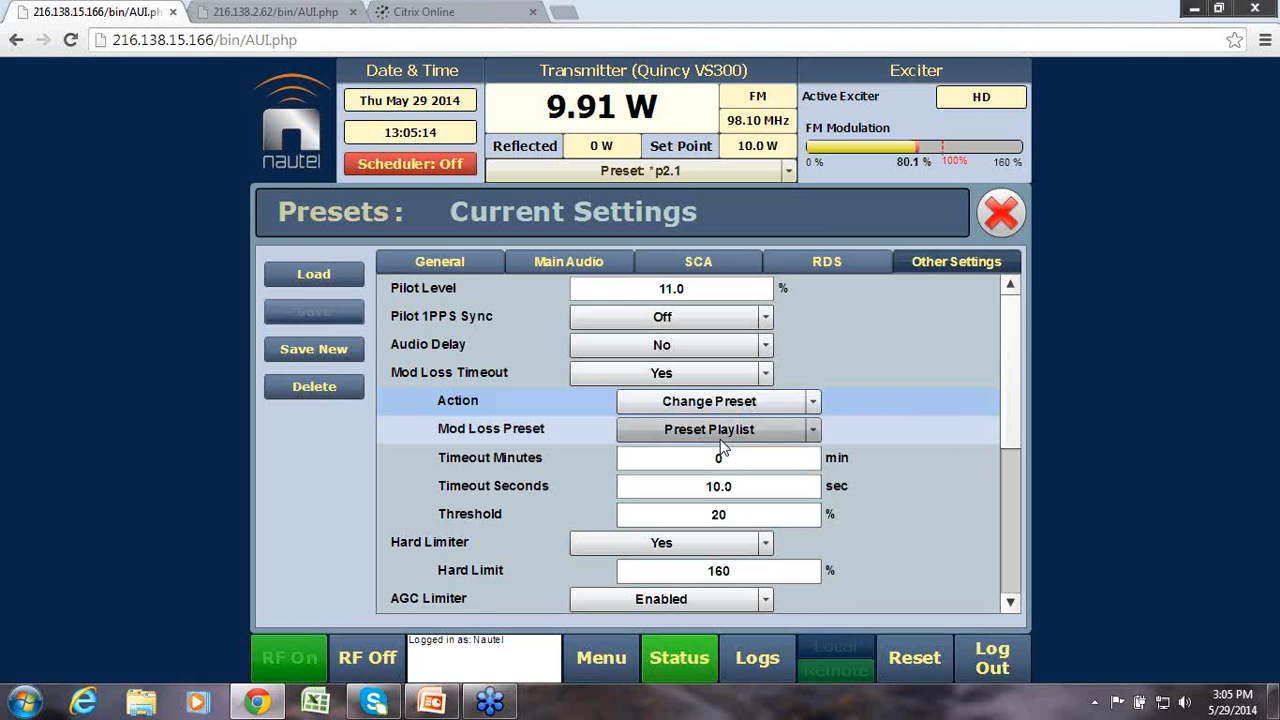 216.138.15.166/bin/AUI.php
216.138.2.62/bin/AUI.php
Citrix Online
216.138.15.166/bin/AUI.php
nautel
Date & Time
Thu May 29 2014
13:05:14
Scheduler: Off
Transmitter (Quincy VS300)
9.91 W
FM
98.10 MHz
Reflected 0 W Set Point 10.0 W
Preset: *p2.1
Exciter
Active Exciter HD
FM Modulation
0 % 80.1 % 100% 160 %
Presets : Current Settings
Load
Save
Save New
Delete
General Main Audio SCA RDS Other Settings
Pilot Level 11.0 %
Pilot 1PPS Sync Off
Audio Delay No
Mod Loss Timeout Yes
Action Change Preset
Mod Loss Preset Preset Playlist
Timeout Minutes 0 min
Timeout Seconds 10.0 sec
Threshold 20 %
Hard Limiter Yes
Hard Limit 160 %
AGC Limiter Enabled
RF On RF Off
Logged in as: Nautel
Menu Status Logs
Local
Remote
Reset
Log
Out
3:05 PM
5/29/2014